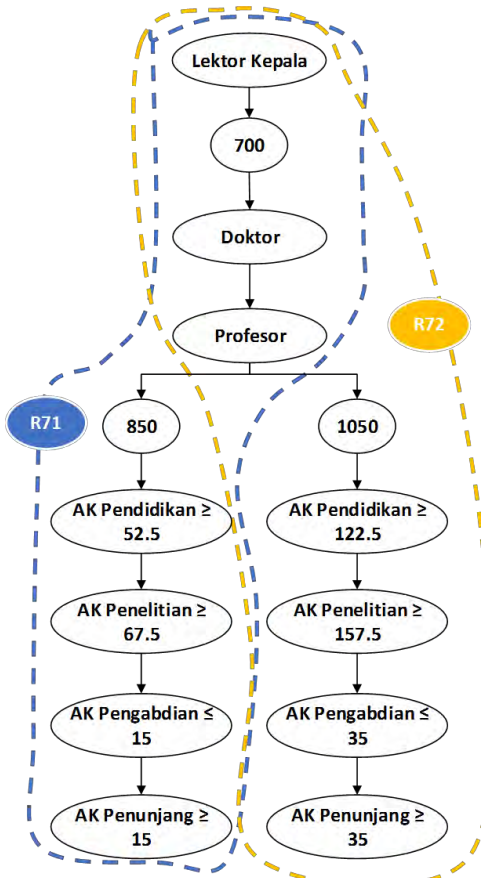 Lektor Kepala
700
Doktor
Profesor
R72
R71
850
1050
AK Pendidikan ≥
52.5
AK Pendidikan ≥
122.5
AK Penelitian ≥
67.5
AK Penelitian ≥
157.5
AK Pengabdian ≤
15
AK Pengabdian ≤
35
AK Penunjang ≥
15
AK Penunjang ≥
35